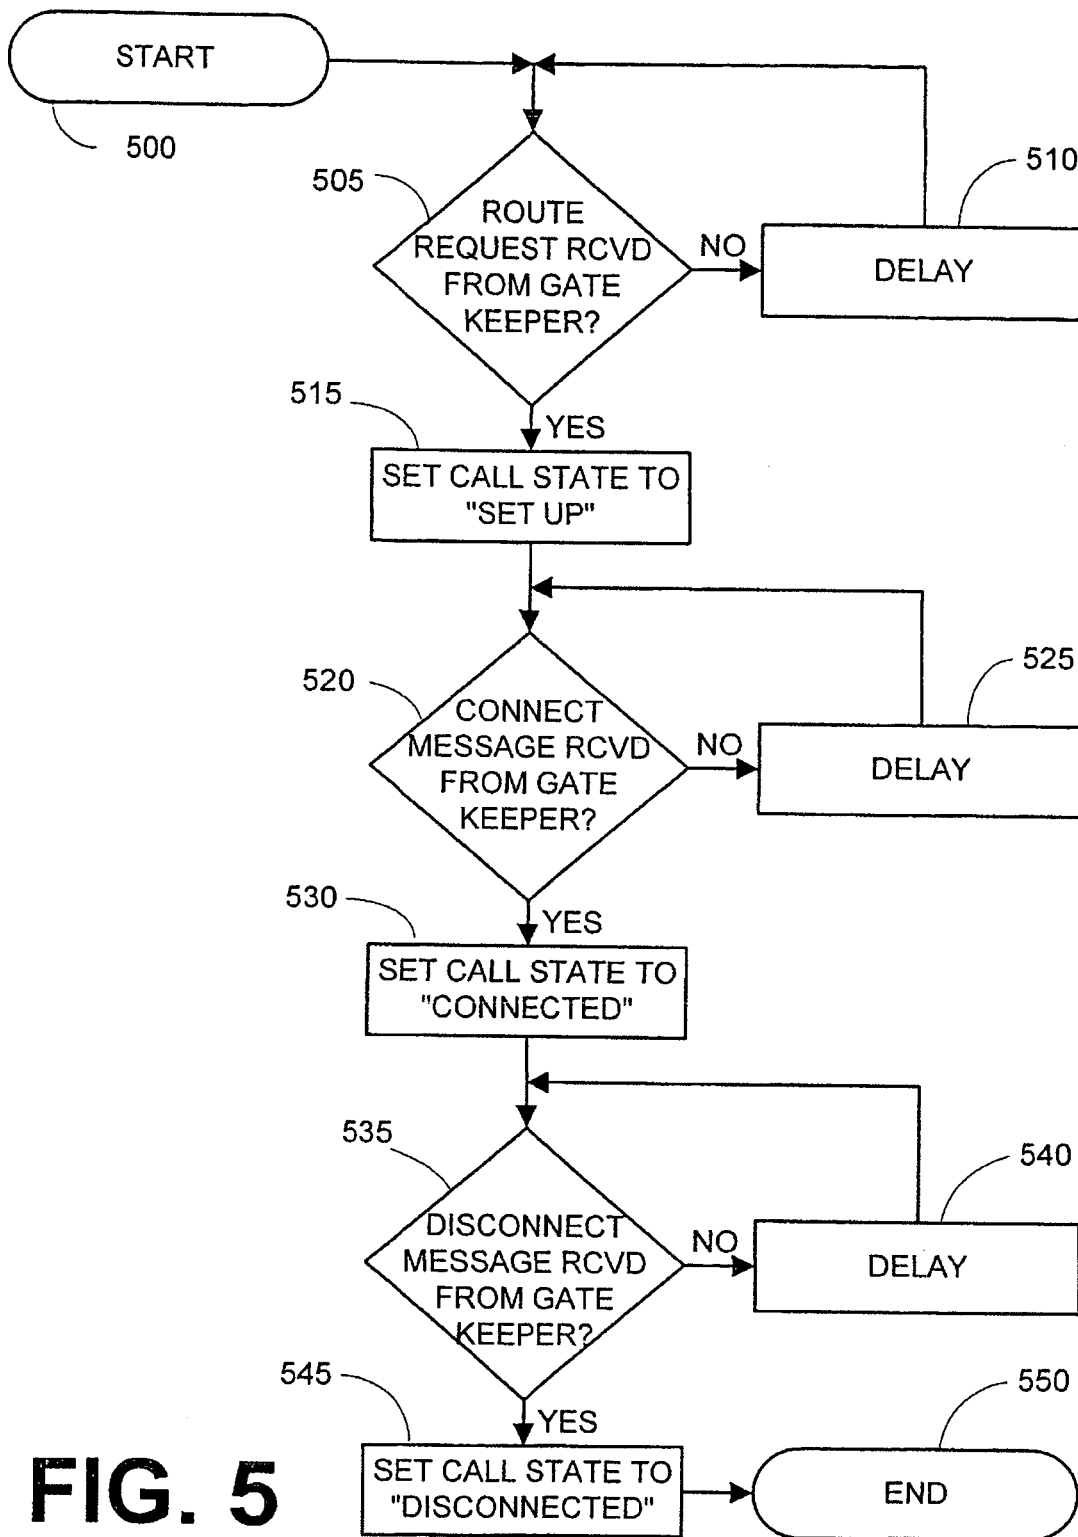 START
500
505
ROUTE
REQUEST RCVD
FROM GATE
KEEPER?
NO
510
DELAY
YES
515
SET CALL STATE TO
"SET UP"
520
CONNECT
MESSAGE RCVD
FROM GATE
KEEPER?
NO
525
DELAY
YES
530
SET CALL STATE TO
"CONNECTED"
535
DISCONNECT
MESSAGE RCVD
FROM GATE
KEEPER?
NO
540
DELAY
YES
545
SET CALL STATE TO
"DISCONNECTED"
550
END
FIG. 5